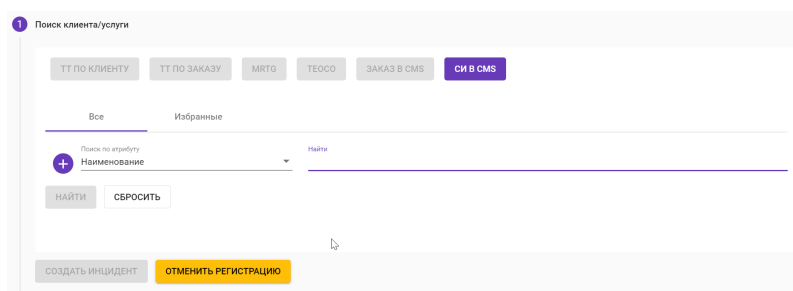 1 Поиск клиента/услуги
ТТ ПО КЛИЕНТУ ТТ ПО ЗАКАЗУ MRTG TEOCO ЗАКАЗ В CMS СИ В CMS
Все Избранные
Поиск по атрибуту Найти
Наименование
НАЙТИ СБРОСИТЬ
СОЗДАТЬ ИНЦИДЕНТ ОТМЕНИТЬ РЕГИСТРАЦИЮ